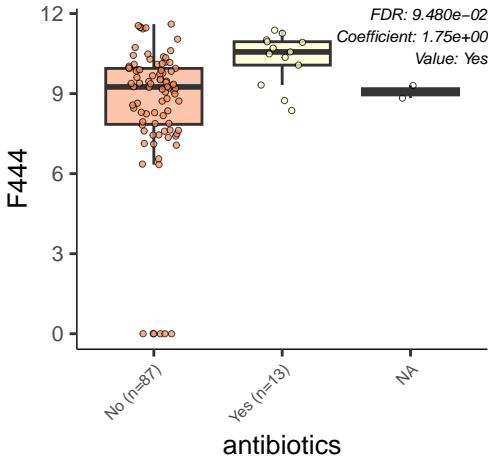 FDR: 9.480e−02
Coefficient: 1.75e+00
Value: Yes
12
9
6
3
0
F444
No (n=87)
Yes (n=13)
NA
antibiotics